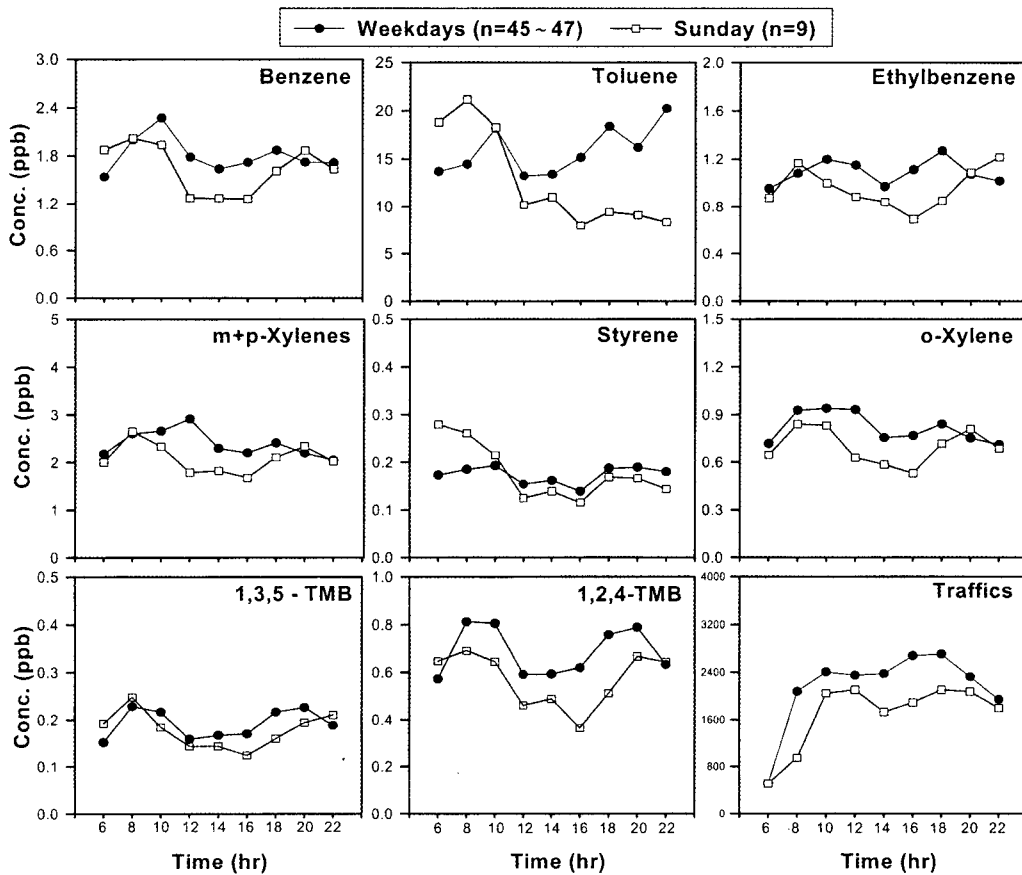 Weekdays (n=45 ~ 47) Sunday (n=9)
Benzene
Toluene
Ethylbenzene
Conc. (ppb)
3.0
2.4
1.8
1.2
0.6
0.0
25
20
15
10
5
0
2.0
1.6
1.2
0.8
0.4
0.0
m+p-Xylenes
Styrene
o-Xylene
Conc. (ppb)
5
4
3
2
1
0
0.5
0.4
0.3
0.2
0.1
0.0
1.5
1.2
0.9
0.6
0.3
0.0
1,3,5 - TMB
1,2,4-TMB
Traffics
Conc. (ppb)
0.5
0.4
0.3
0.2
0.1
0.0
1.0
0.8
0.6
0.4
0.2
0.0
4000
3200
2400
1600
800
0
6 8 10 12 14 16 18 20 22
6 8 10 12 14 16 18 20 22
6 8 10 12 14 16 18 20 22
Time (hr)
Time (hr)
Time (hr)